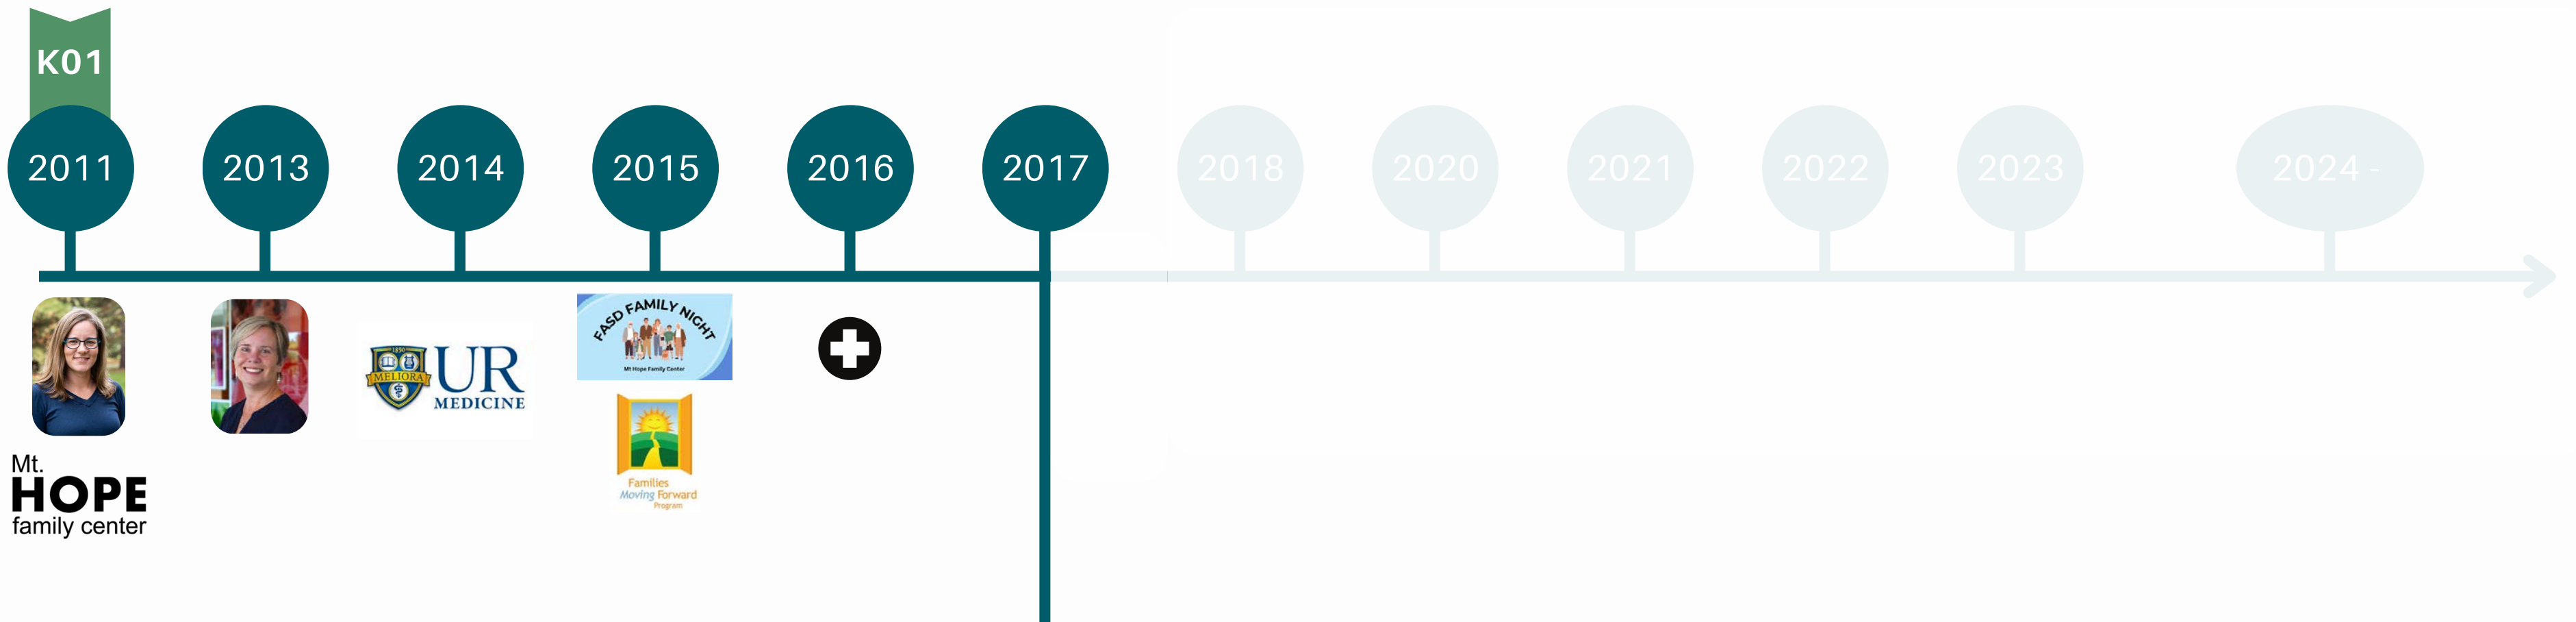 K01
2011
2013
2014
2015
2016
2017
2018
2020
2021
2022
2023
2024 -
Mt.
HOPE
family center
1850
MELIORA
UR
MEDICINE
FASD FAMILY NIGHT
Mt Hope Family Center
Families
Moving Forward
Program